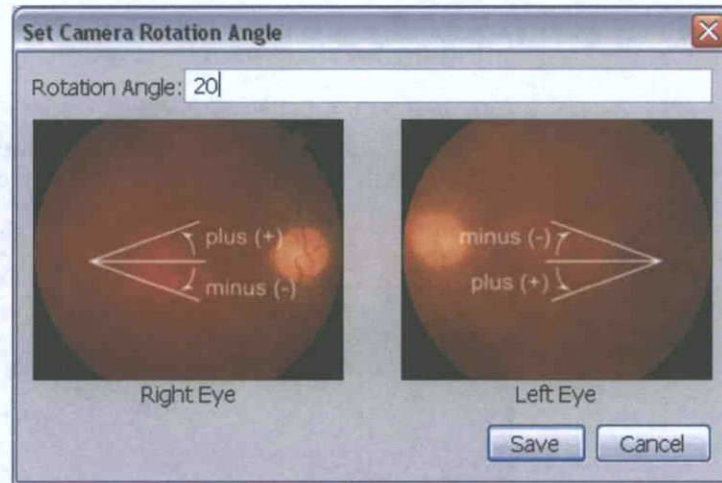 Set Camera Rotation Angle
Rotation Angle: 20
plus (+)
minus (-)
minus (-)
plus (+)
Right Eye
Left Eye
Save
Cancel